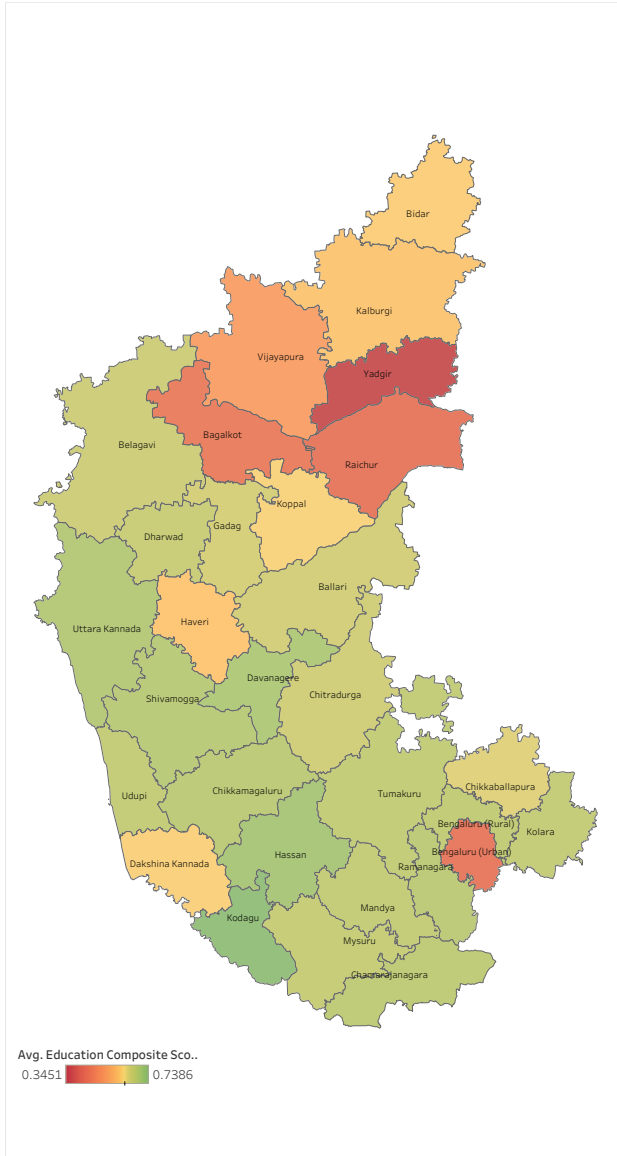 Bidar
Kalburgi
Vijayapura
Yadgir
Bagalkot
Belagavi
Raichur
Koppal
Gadag
Dharwad
Ballari
Haveri
Uttara Kannada
Davanagere
Shivamogga
Chitradurga
Chikkaballapura
Chikkamagaluru
Tumakuru
Udupi
Bengaluru (Rural)
Kolara
Bengaluru (Urban)
Hassan
Dakshina Kannada
Ramanagara
Mandya
Kodagu
Mysuru
Chamarajanagara
Avg. Education Composite Sco..
0.3451 0.7386